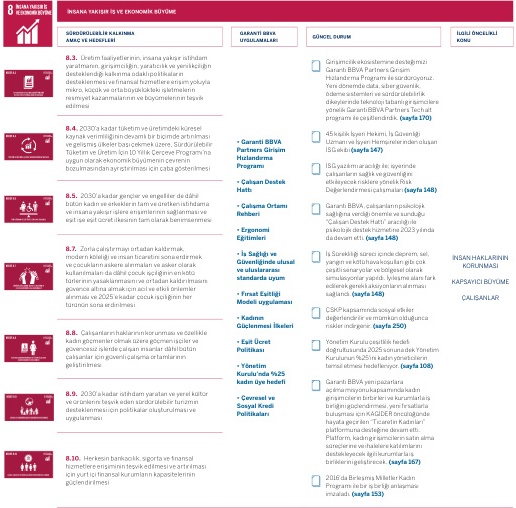 8 İNSANA YAKIŞIR İŞ
VE EKONOMİK BÜYÜME
İNSANA YAKIŞIR İŞ VE EKONOMİK BÜYÜME
SÜRDÜRÜLEBİLİR KALKINMA
AMAÇ VE HEDEFLERİ
GARANTİ BBVA
UYGULAMALARI
GÜNCEL DURUM
İLGİLİ ÖNCELİKLİ
KONU
8.3. Üretim faaliyetlerinin, insana yakışır istihdam
yaratmanın, girişimciliğin, yaratıcılık ve yenilikçiliğin
desteklendiği kalkınma odaklı politikaların
desteklenmesi ve finansal hizmetlere erişim yoluyla
mikro, küçük ve orta büyüklükteki işletmelerin
resmiyet kazanmalarının ve büyümelerinin teşvik
edilmesi
8.4. 2030'a kadar tüketim ve üretimdeki küresel
kaynak verimliliğinin devamlı bir biçimde artırılması
ve gelişmiş ülkeler başı çekmek üzere, Sürdürülebilir
Tüketim ve Üretim İçin 10 Yıllık Çerçeve Programı'na
uygun olarak ekonomik büyümenin çevrenin
bozulmasından ayrıştırılması için çaba gösterilmesi
8.5. 2030'a kadar gençler ve engelliler de dâhil
bütün kadın ve erkeklerin tam ve üretken istihdama
ve insana yakışır işlere erişimlerinin sağlanması ve
eşit işe eşit ücret ilkesinin tam olarak benimsenmesi
8.7. Zorla çalıştırmayı ortadan kaldırmak,
modern köleliği ve insan ticaretini sona erdirmek
ve çocukların askere alınmaları ve asker olarak
kullanılmaları da dâhil çocuk işçiliğinin en kötü
türlerinin yasaklanmasını ve ortadan kaldırılmasını
güvence altına almak için acil ve etkili önlemler
alınması ve 2025'e kadar çocuk işçiliğinin her
türünün sona erdirilmesi
8.8. Çalışanların haklarının korunması ve özellikle
kadın göçmenler olmak üzere göçmen işçiler ve
güvencesiz işlerde çalışan insanlar dâhil bütün
çalışanlar için güvenli çalışma ortamlarının
geliştirilmesi
8.9. 2030'a kadar istihdam yaratan ve yerel kültür
ve ürünlerini teşvik eden sürdürülebilir turizmin
desteklenmesi için politikalar oluşturulması ve
uygulanması
8.10. Herkesin bankacılık, sigorta ve finansal
hizmetlere erişiminin teşvik edilmesi ve artırılması
için yurt içi finansal kurumların kapasitelerinin
güçlendirilmesi
• Garanti BBVA
Partners Girişim
Hızlandırma
Programı
• Çalışan Destek
Hattı
• Çalışma Ortamı
Rehberi
• Ergonomi
Eğitimleri
• İş Sağlığı ve
Güvenliğinde ulusal
ve uluslararası
standarda uyum
• Fırsat Eşitliği
Modeli uygulaması
• Kadının
Güçlenmesi İlkeleri
• Eşit Ücret
Politikası
• Yönetim
Kurulu'nda %25
kadın üye hedefi
• Çevresel ve
Sosyal Kredi
Politikaları
Girişimcilik ekosistemine desteğimizi
Garanti BBVA Partners Girişim
Hızlandırma Programı ile sürdürüyoruz.
Yeni dönemde data, siber güvenlik,
ödeme sistemleri ve sürdürülebilirlik
dikeylerinde teknoloji tabanlı girişimcilere
yönelik Garanti BBVA Partners Tech alt
programı ile çeşitlendirdik. (sayfa 170)
45 kişilik İşyeri Hekimi, İş Güvenliği
Uzmanı ve İşyeri Hemşirelerinden oluşan
İSG ekibi (sayfa 147)
İSG yazılımı aracılığı ile; işyerinde
çalışanların sağlık ve güvenliğini
etkileyecek risklere yönelik Risk
Değerlendirmesi çalışmaları (sayfa 148)
Garanti BBVA, çalışanların psikolojik
sağlığına verdiği önemle ve sunduğu
"Çalışan Destek Hattı" aracılığı ile
psikolojik destek hizmetine 2023 yılında
da devam etti. (sayfa 148)
İş Sürekliliği süreci içinde deprem, sel,
yangın ve kötü hava koşulları gibi çok
çeşitli senaryolar ve bölgesel olarak
simülasyonlar yapıldı. İyileşme alanı fark
edilerek gerekli aksiyonların alınması
sağlandı. (sayfa 148)
ÇSKP kapsamında sosyal etkiler
değerlendirilir ve mümkün olduğunca
riskler indirgenir. (sayfa 250)
Yönetim Kurulu çeşitlilik hedefi
doğrultusunda 2025 sonuna dek Yönetim
Kurulunun %25'ini kadın yöneticilerin
temsil etmesi hedefleniyor. (sayfa 108)
Garanti BBVA yeni pazarlara
açılma misyonu kapsamında kadın
girişimcilerin birbirleri ve kurumlarla iş
birliğinin güçlendirilmesi, yeni fırsatlarla
buluşması için KAGİDER öncülüğünde
hayata geçirilen "Ticaretin Kadınları"
platformuna desteğine devam etti.
Platform; kadın girişimcilerin satın alma
süreçlerine ve ihalelere katılımlarını
destekleyecek ilgili kurumlarla iş
birliklerini geliştirecek. (sayfa 167)
2016'da Birleşmiş Milletler Kadın
Programı ile bir iş birliği anlaşması
imzaladı. (sayfa 153)
İNSAN HAKLARININ
KORUNMASI
KAPSAYICI BÜYÜME
ÇALIŞANLAR